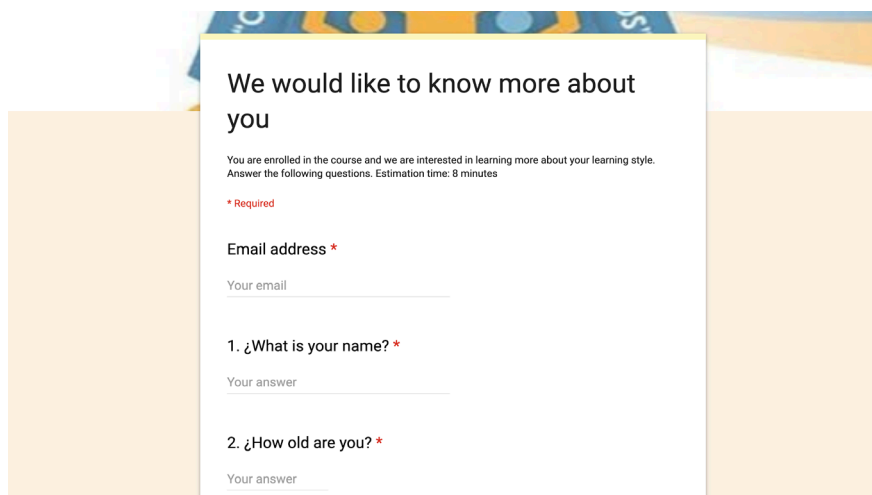 We would like to know more about
you
You are enrolled in the course and we are interested in learning more about your learning style.
Answer the following questions. Estimation time: 8 minutes
* Required
Email address *
Your email
1. ¿What is your name? *
Your answer
2. ¿How old are you? *
Your answer